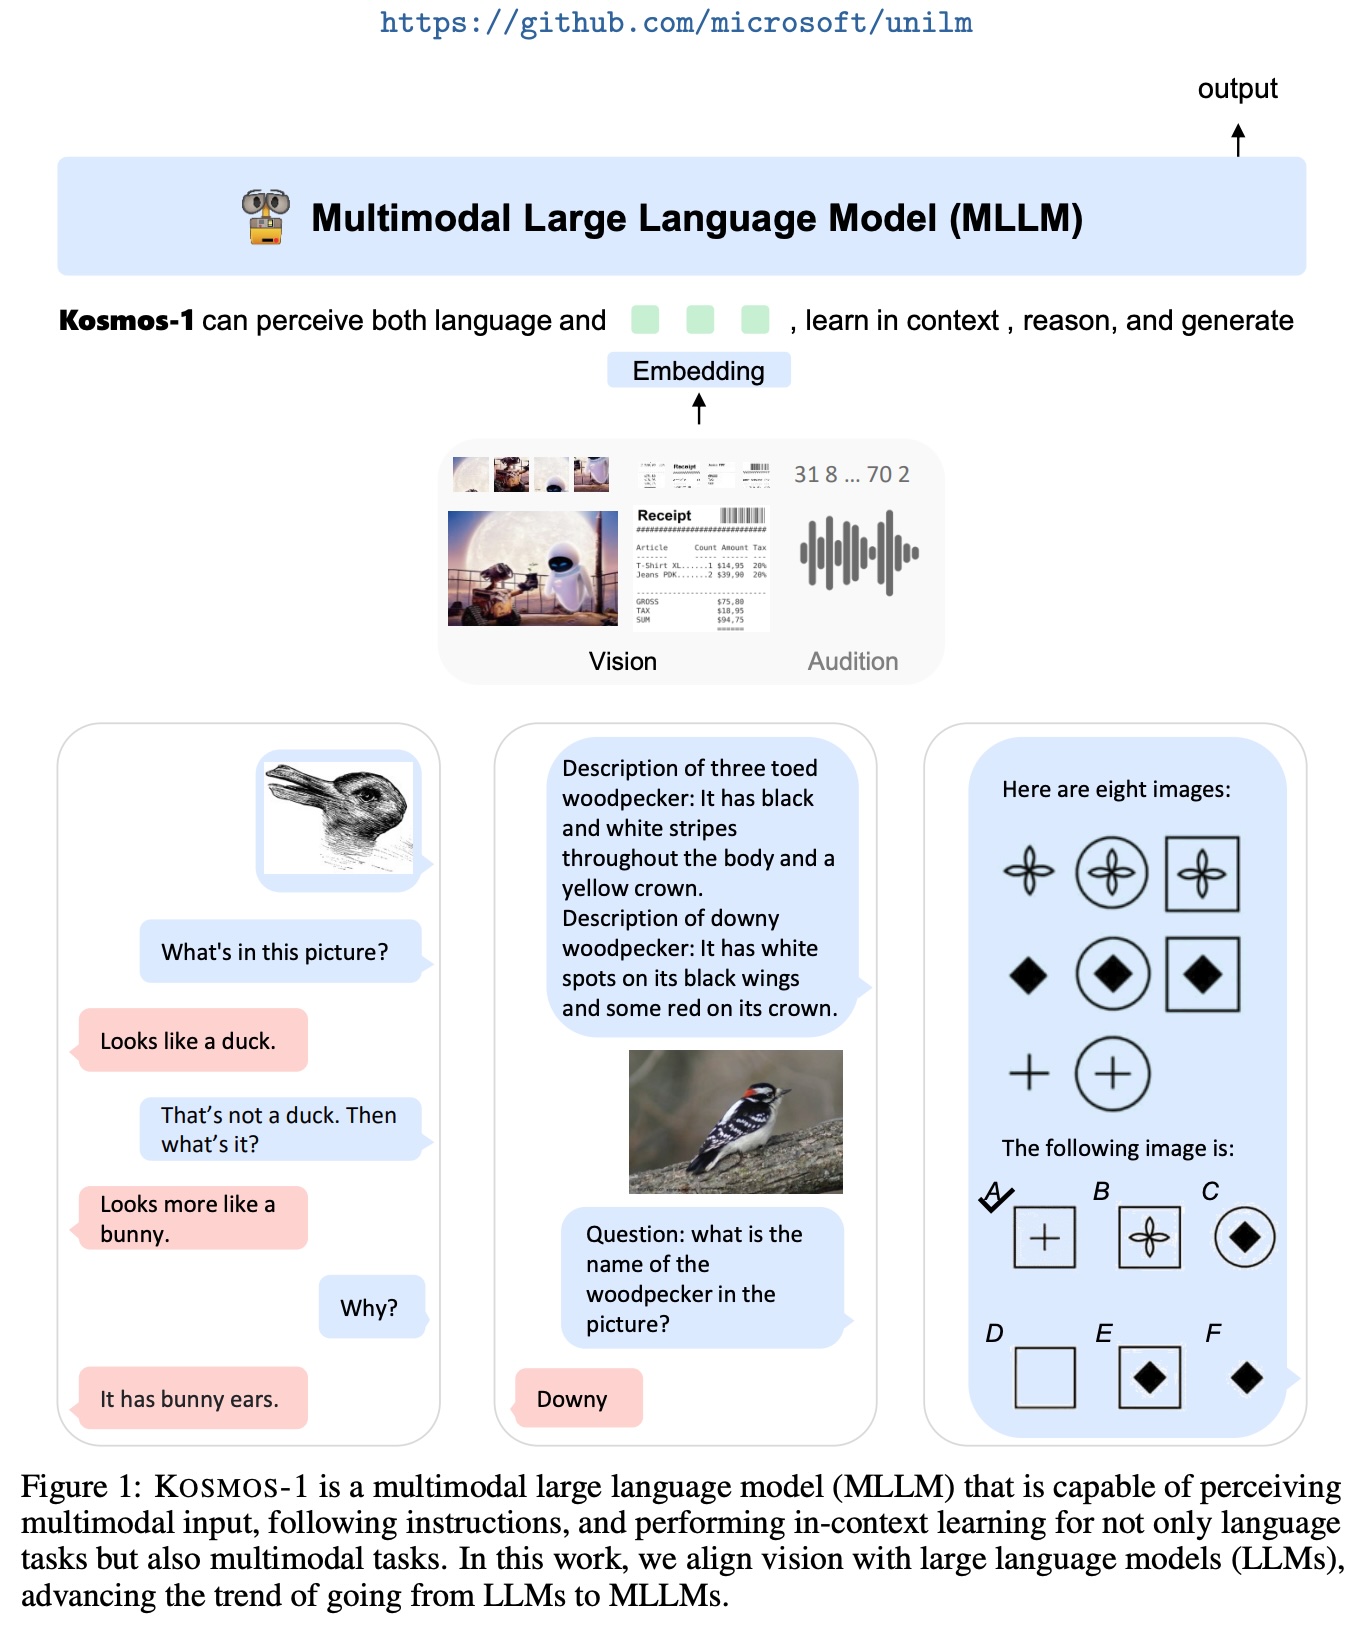 https://github.com/microsoft/unilm
output
Multimodal Large Language Model (MLLM)
Kosmos-1 can perceive both language and , learn in context , reason, and generate
Embedding
Receipt
31 8 ... 70 2
Receipt
############################
Article Count Amount Tax
------- ----- ------ ---
T-Shirt XL......1 $14,95 20%
Jeans PDK.......2 $39,90 20%
----------------------------
GROSS $75,80
TAX $18,95
SUM $94,75
======
Vision
Audition
What's in this picture?
Looks like a duck.
That's not a duck. Then
what's it?
Looks more like a
bunny.
Why?
It has bunny ears.
Description of three toed
woodpecker: It has black
and white stripes
throughout the body and a
yellow crown.
Description of downy
woodpecker: It has white
spots on its black wings
and some red on its crown.
Question: what is the
name of the
woodpecker in the
picture?
Downy
Here are eight images:
The following image is:
A B C
D E F
Figure 1: KOSMOS-1 is a multimodal large language model (MLLM) that is capable of perceiving
multimodal input, following instructions, and performing in-context learning for not only language
tasks but also multimodal tasks. In this work, we align vision with large language models (LLMs),
advancing the trend of going from LLMs to MLLMs.